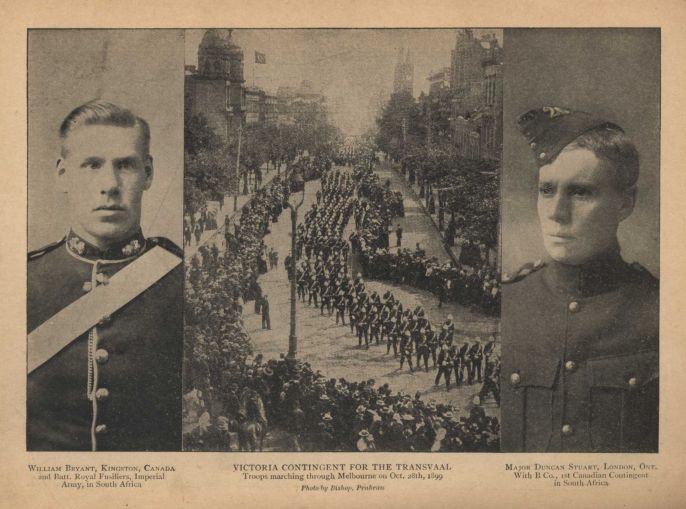 WILLIAM BRYANT, KINGSTON, CANADA
2nd Batt. Royal Fusiliers, Imperial
Army, in South Africa
VICTORIA CONTINGENT FOR THE TRANSVAAL
Troops marching through Melbourne on Oct. 28th, 1899
Photo by Bishop, Prahran
MAJOR DUNCAN STUART, LONDON, ONT.
With B Co., 1st Canadian Contingent
in South Africa